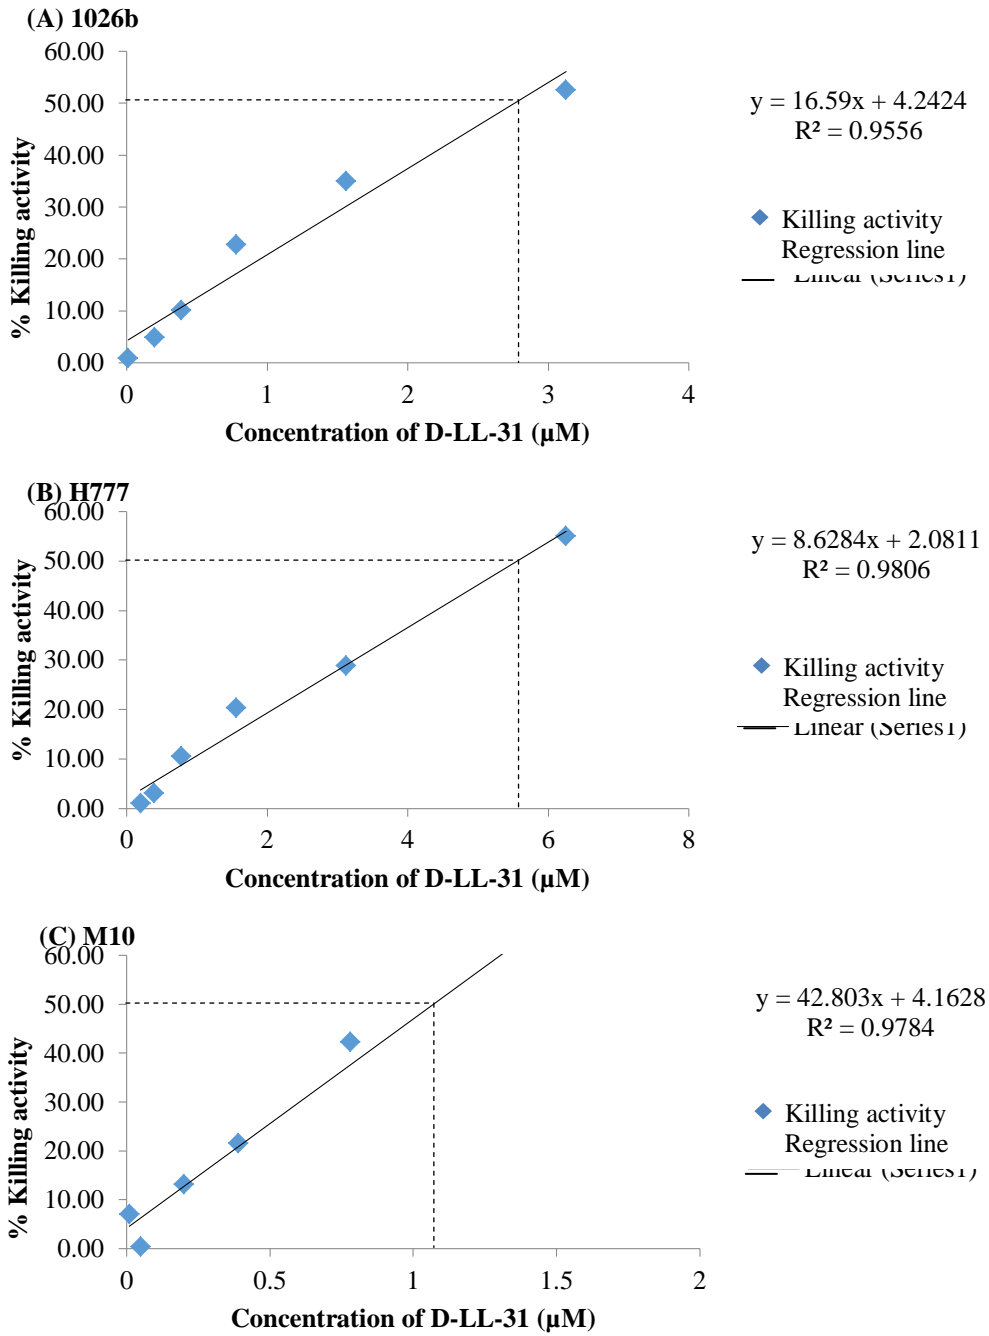 (A) 1026b
60.00
50.00
40.00
30.00
20.00
10.00
0.00
% Killing activity
0 1 2 3 4
Concentration of D-LL-31 (µM)
y = 16.59x + 4.2424
R² = 0.9556
Killing activity
Regression line
Linear (Series1)
(B) H777
60.00
50.00
40.00
30.00
20.00
10.00
0.00
% Killing activity
0 2 4 6 8
Concentration of D-LL-31 (µM)
y = 8.6284x + 2.0811
R² = 0.9806
Killing activity
Regression line
Linear (Series1)
(C) M10
60.00
50.00
40.00
30.00
20.00
10.00
0.00
% Killing activity
0 0.5 1 1.5 2
Concentration of D-LL-31 (µM)
y = 42.803x + 4.1628
R² = 0.9784
Killing activity
Regression line
Linear (Series1)